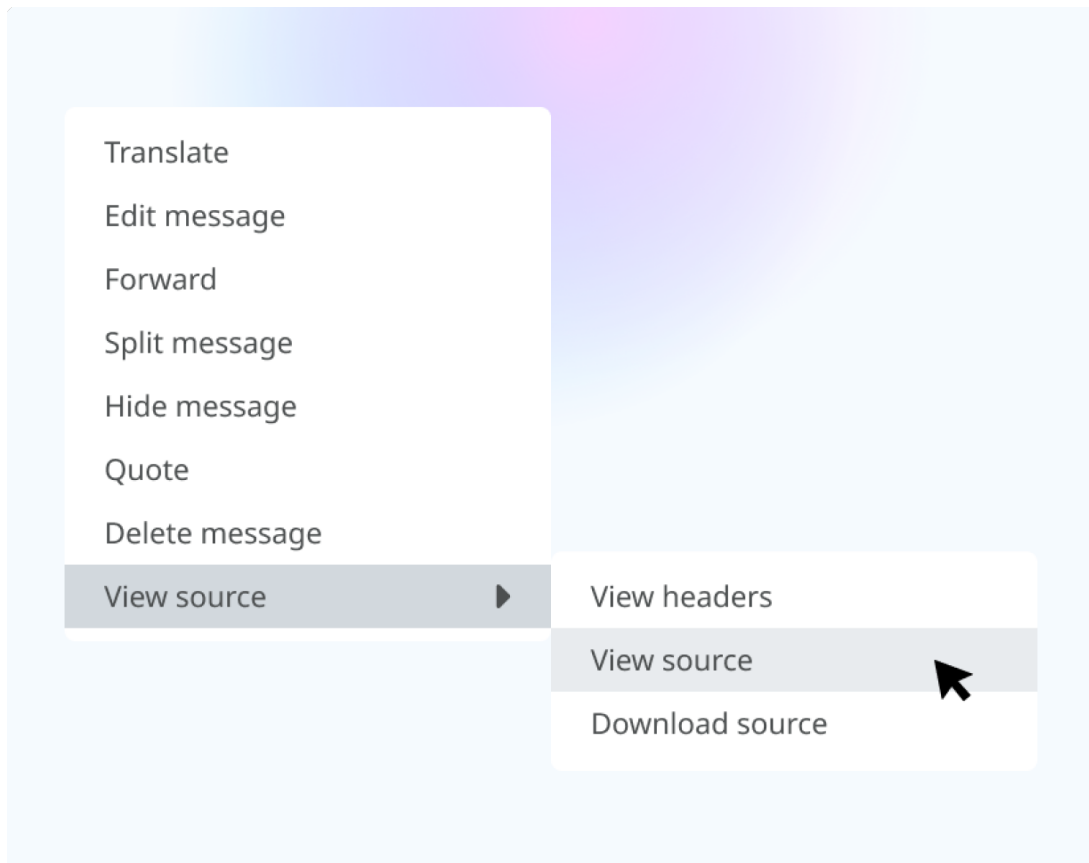 Translate
Edit message
Forward
Split message
Hide message
Quote
Delete message
View source
View headers
View source
Download source